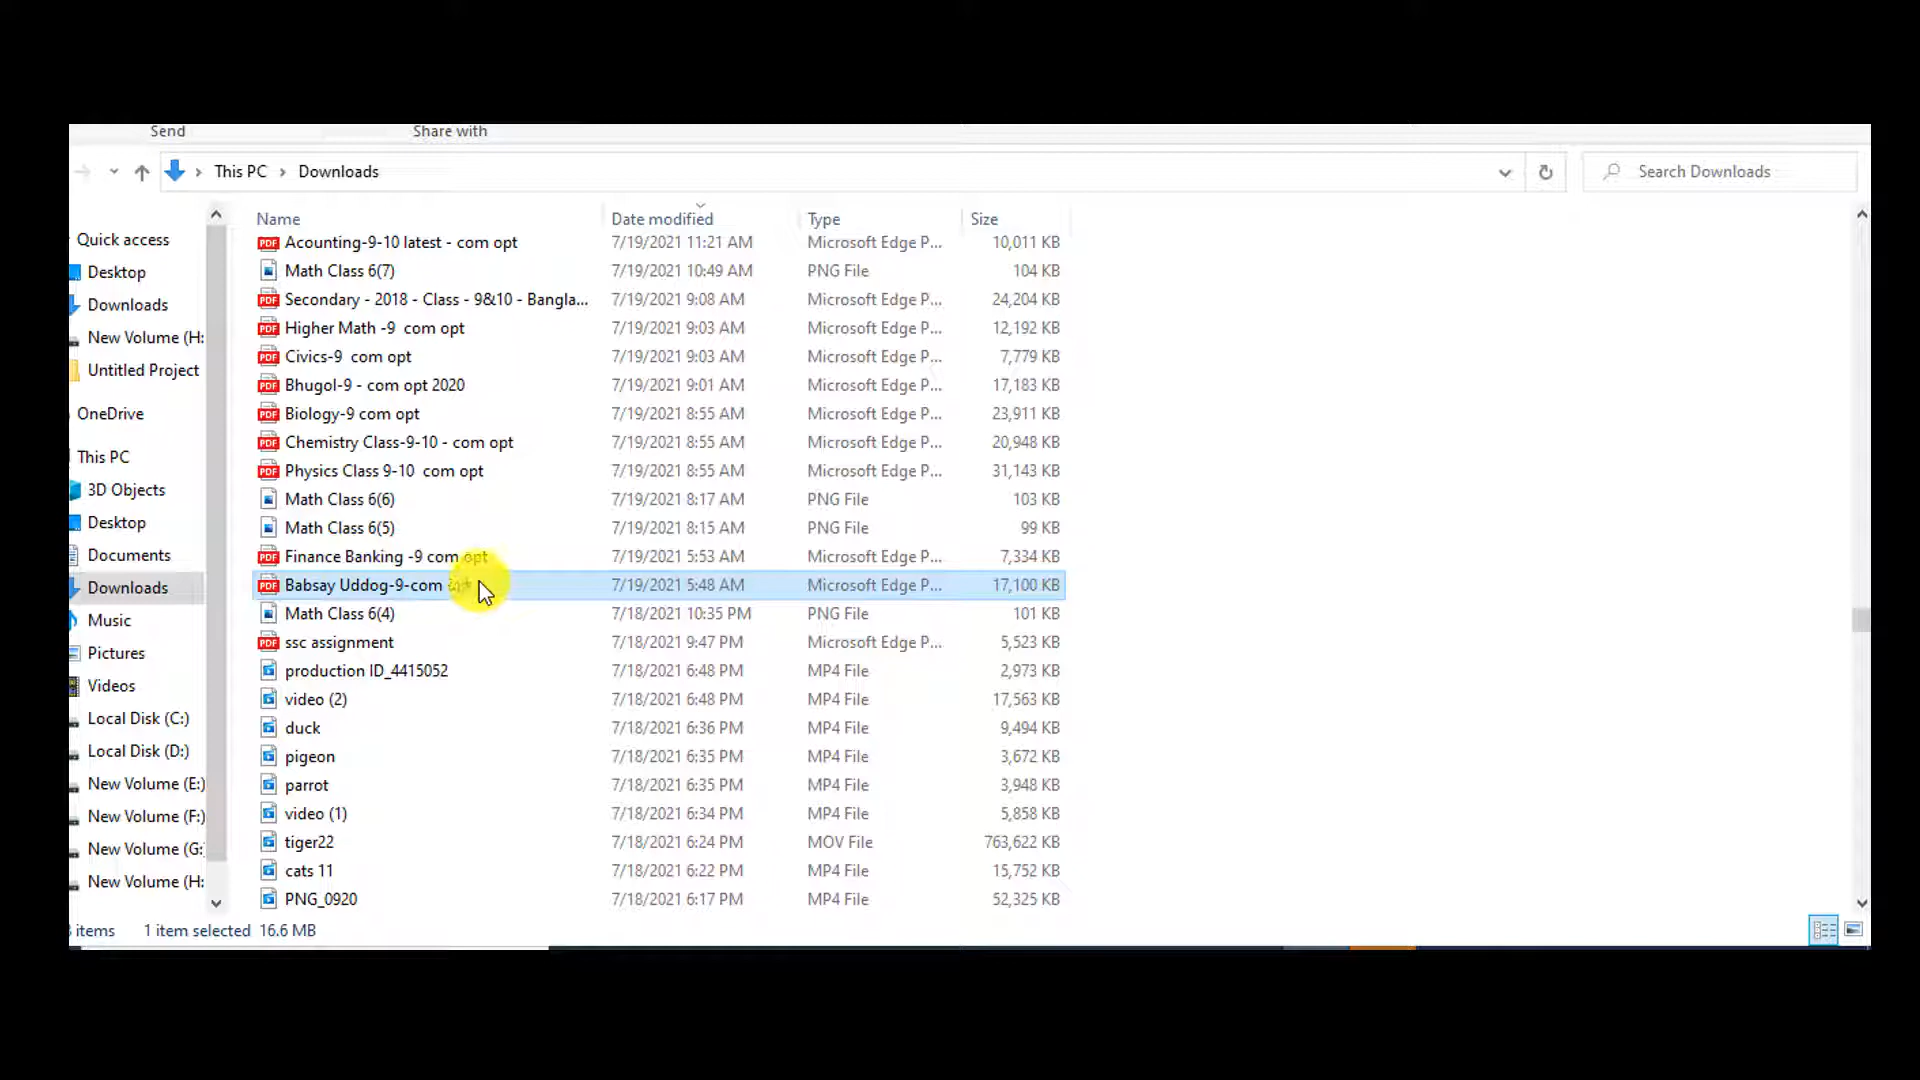 Send Share with
This PC > Downloads
Search Downloads
Quick access
Desktop
Downloads
New Volume (H:
Untitled Project
OneDrive
This PC
3D Objects
Desktop
Documents
Downloads
Music
Pictures
Videos
Local Disk (C:)
Local Disk (D:)
New Volume (E:)
New Volume (F:)
New Volume (G:
New Volume (H:
Name Date modified Type Size
Acounting-9-10 latest - com opt 7/19/2021 11:21 AM Microsoft Edge P... 10,011 KB
Math Class 6(7) 7/19/2021 10:49 AM PNG File 104 KB
Secondary - 2018 - Class - 9&10 - Bangla... 7/19/2021 9:08 AM Microsoft Edge P... 24,204 KB
Higher Math -9 com opt 7/19/2021 9:03 AM Microsoft Edge P... 12,192 KB
Civics-9 com opt 7/19/2021 9:03 AM Microsoft Edge P... 7,779 KB
Bhugol-9 - com opt 2020 7/19/2021 9:01 AM Microsoft Edge P... 17,183 KB
Biology-9 com opt 7/19/2021 8:55 AM Microsoft Edge P... 23,911 KB
Chemistry Class-9-10 - com opt 7/19/2021 8:55 AM Microsoft Edge P... 20,948 KB
Physics Class 9-10 com opt 7/19/2021 8:55 AM Microsoft Edge P... 31,143 KB
Math Class 6(6) 7/19/2021 8:17 AM PNG File 103 KB
Math Class 6(5) 7/19/2021 8:15 AM PNG File 99 KB
Finance Banking -9 com opt 7/19/2021 5:53 AM Microsoft Edge P... 7,334 KB
Babsay Uddog-9-com 7/19/2021 5:48 AM Microsoft Edge P... 17,100 KB
Math Class 6(4) 7/18/2021 10:35 PM PNG File 101 KB
ssc assignment 7/18/2021 9:47 PM Microsoft Edge P... 5,523 KB
production ID_4415052 7/18/2021 6:48 PM MP4 File 2,973 KB
video (2) 7/18/2021 6:48 PM MP4 File 17,563 KB
duck 7/18/2021 6:36 PM MP4 File 9,494 KB
pigeon 7/18/2021 6:35 PM MP4 File 3,672 KB
parrot 7/18/2021 6:35 PM MP4 File 3,948 KB
video (1) 7/18/2021 6:34 PM MP4 File 5,858 KB
tiger22 7/18/2021 6:24 PM MOV File 763,622 KB
cats 11 7/18/2021 6:22 PM MP4 File 15,752 KB
PNG_0920 7/18/2021 6:17 PM MP4 File 52,325 KB
items 1 item selected 16.6 MB